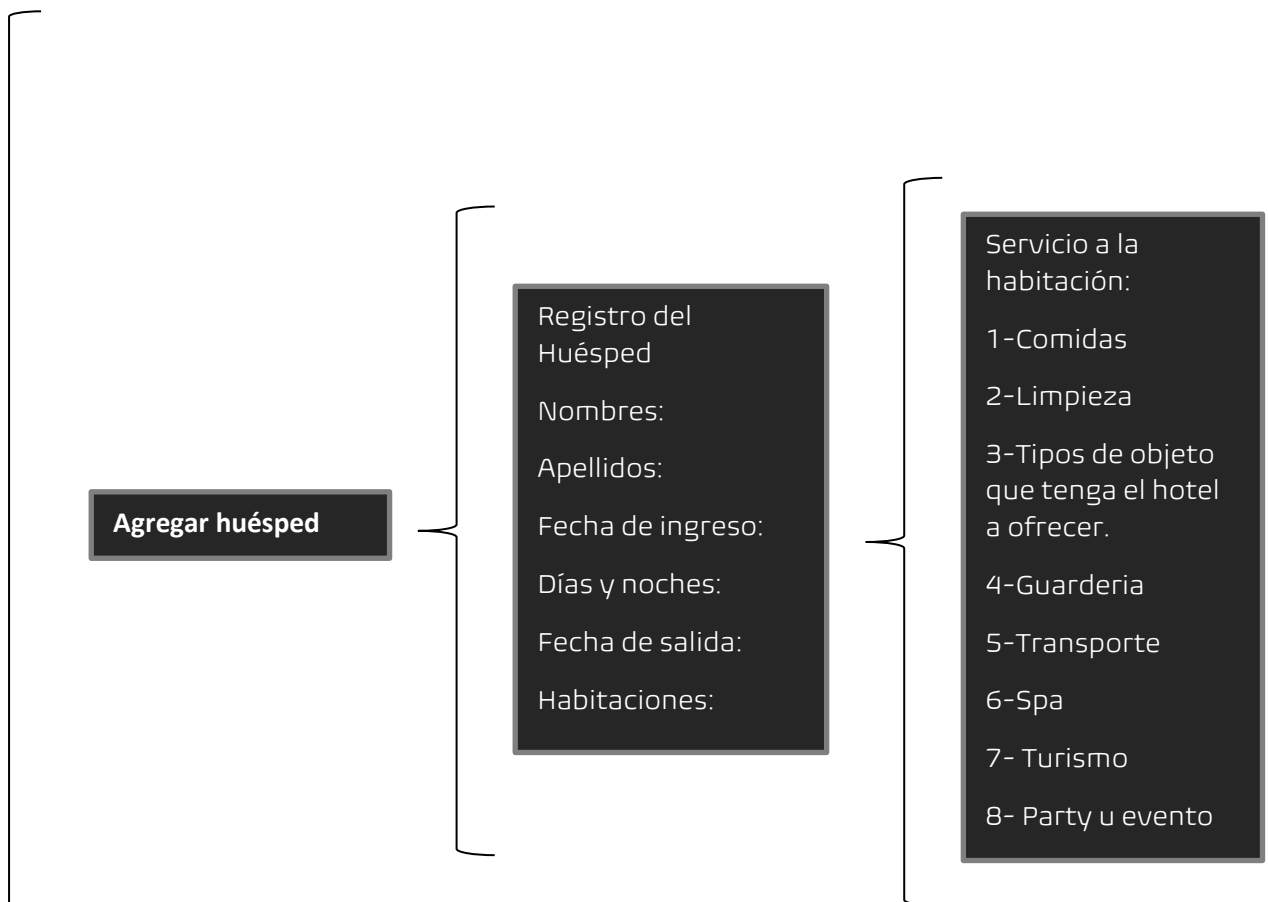 Agregar huésped
Registro del
Huésped
Nombres:
Apellidos:
Fecha de ingreso:
Días y noches:
Fecha de salida:
Habitaciones:
Servicio a la
habitación:
1-Comidas
2-Limpieza
3-Tipos de objeto
que tenga el hotel
a ofrecer.
4-Guarderia
5-Transporte
6-Spa
7- Turismo
8- Party u evento